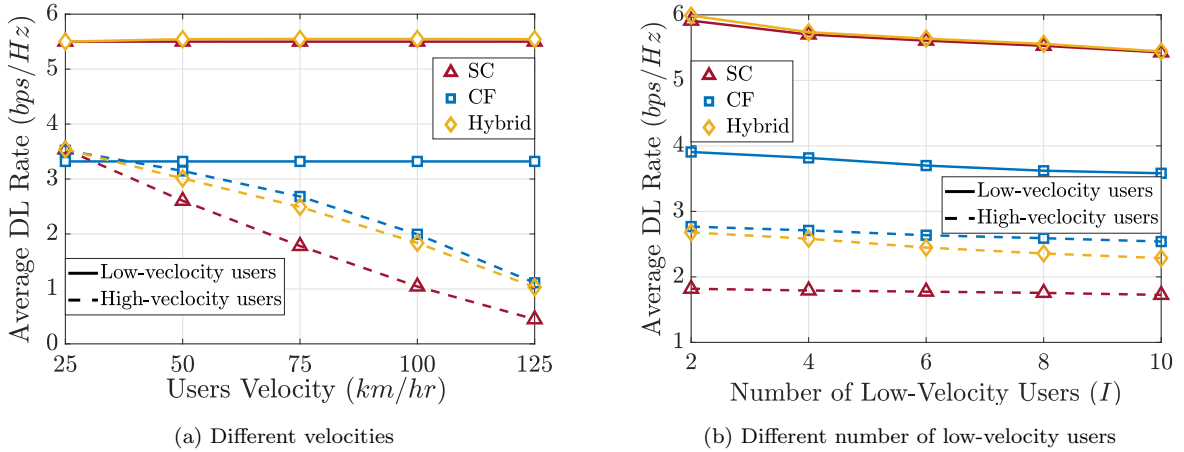 6
5
4
3
2
1
0
Average DL Rate (bps/Hz)
SC
CF
Hybrid
Low-veclocity users
High-veclocity users
25 50 75 100 125
Users Velocity (km/hr)
(a) Different velocities
6
5
4
3
2
1
Average DL Rate (bps/Hz)
SC
CF
Hybrid
Low-veclocity users
High-veclocity users
2 4 6 8 10
Number of Low-Velocity Users (I)
(b) Different number of low-velocity users